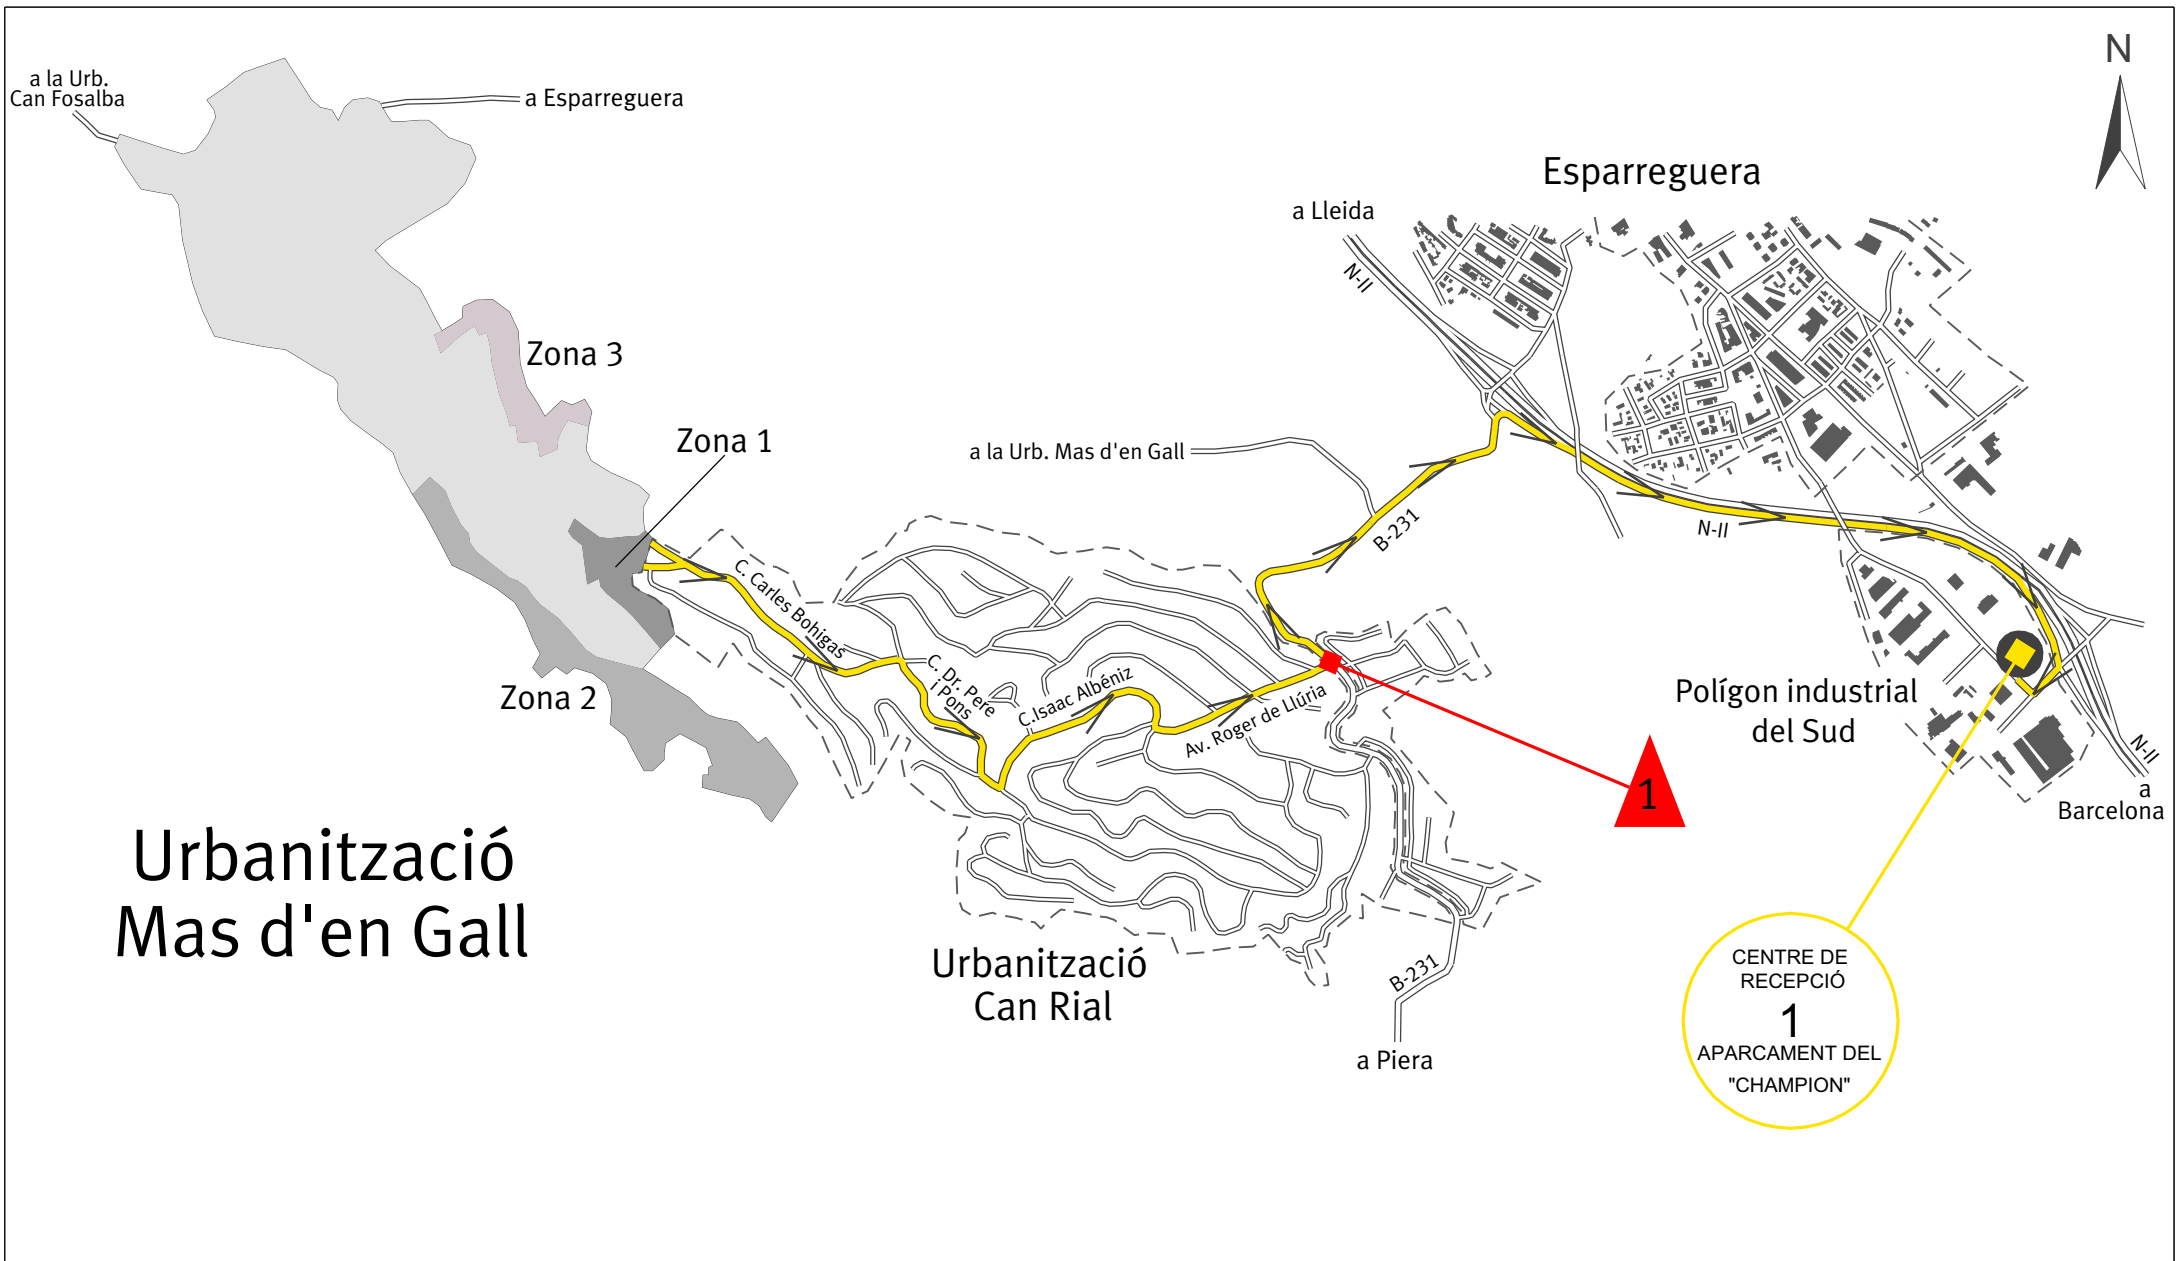 a la Urb.
Can Fosalba
a Esparreguera
N
Esparreguera
a Lleida
N-II
Zona 3
Zona 1
a la Urb. Mas d'en Gall
B-231
N-II
C. Carles Bohigas
C. Dr. Pere
i Pons
C.Isaac Albéniz
Av. Roger de Llúria
Zona 2
Polígon industrial
del Sud
N-II
a
Barcelona
1
Urbanització
Mas d'en Gall
Urbanització
Can Rial
B-231
a Piera
CENTRE DE
RECEPCIÓ
1
APARCAMENT DEL
"CHAMPION"